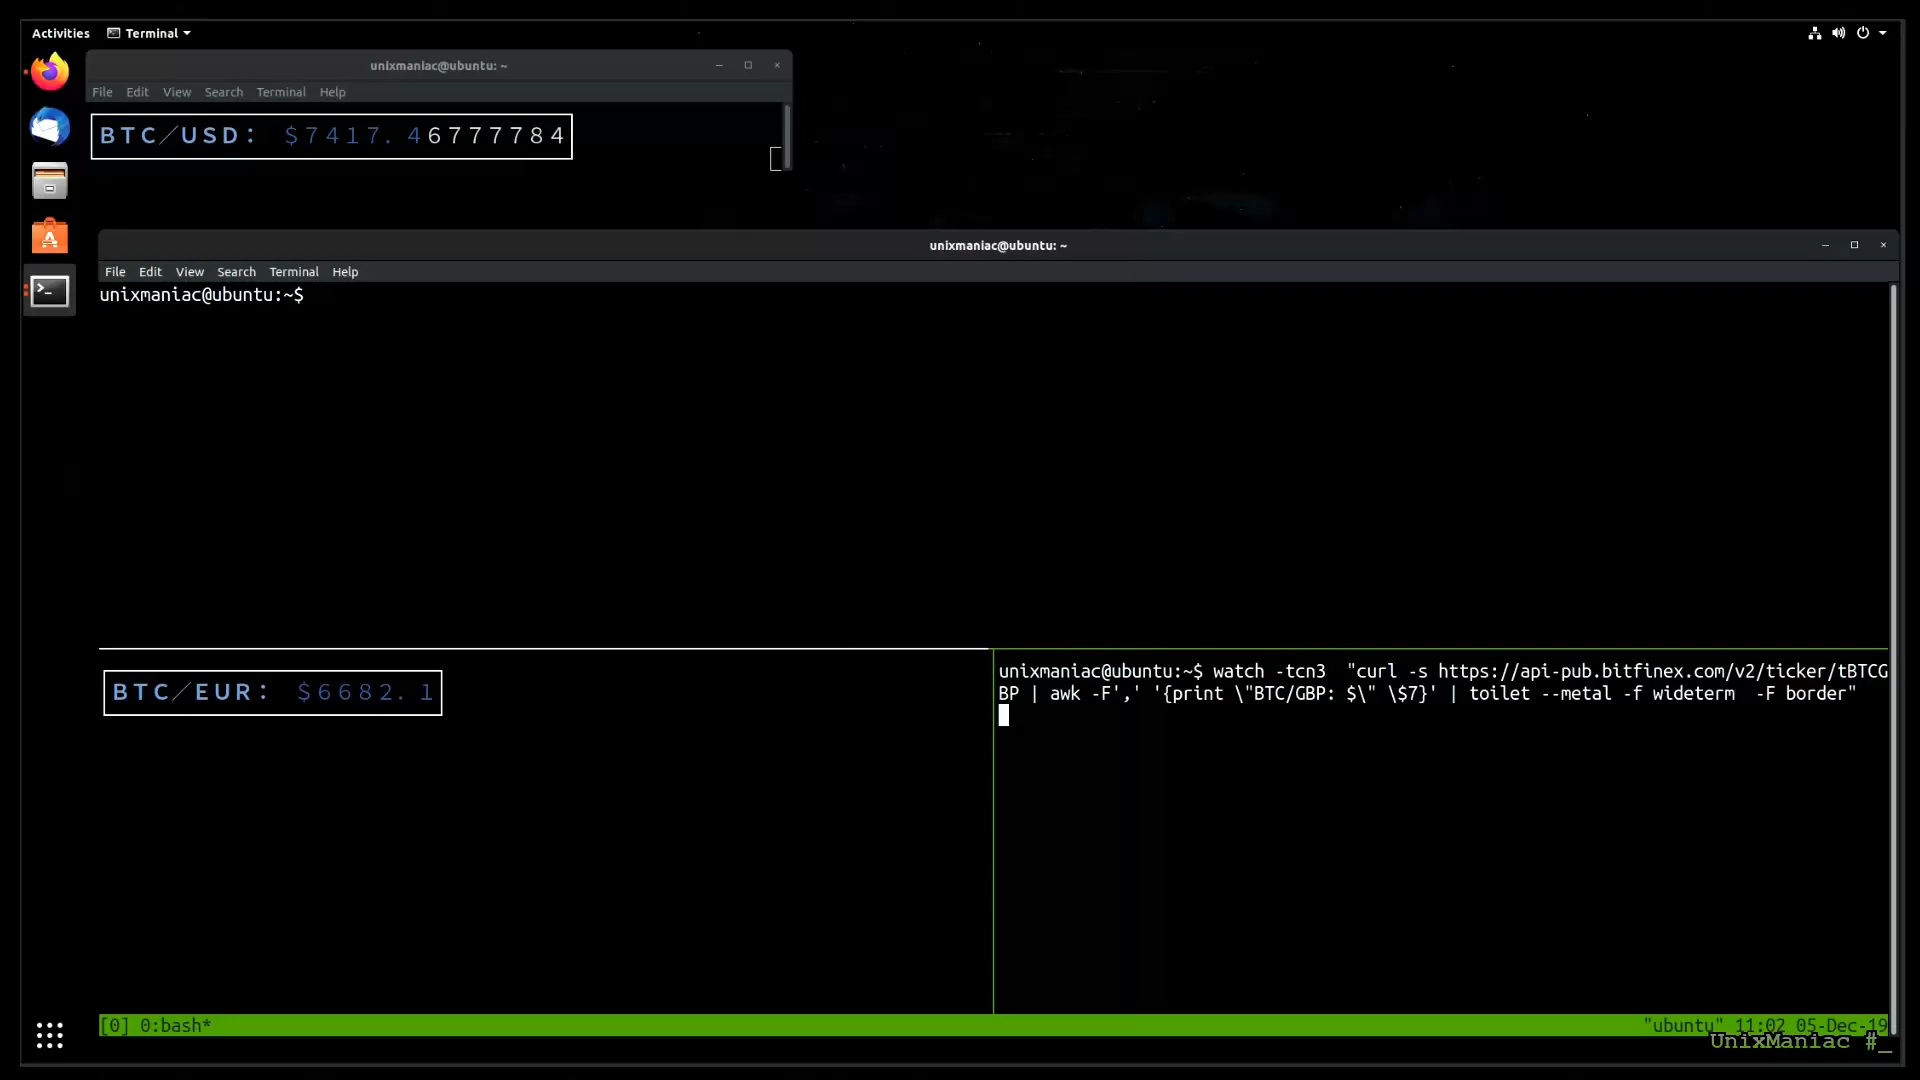 Activities Terminal
unixmaniac@ubuntu: ~
File Edit View Search Terminal Help
BTC/USD: $7417.46777784
unixmaniac@ubuntu: ~
File Edit View Search Terminal Help
unixmaniac@ubuntu:~$
BTC/EUR: $6682.1
unixmaniac@ubuntu:~$ watch -tcn3  "curl -s https://api-pub.bitfinex.com/v2/ticker/tBTCG
BP | awk -F',' '{print \"BTC/GBP: $\" \$7}' | toilet --metal -f wideterm  -F border"
[0] 0:bash*
"ubuntu" 11:02 05-Dec-19
UnixManiac #_